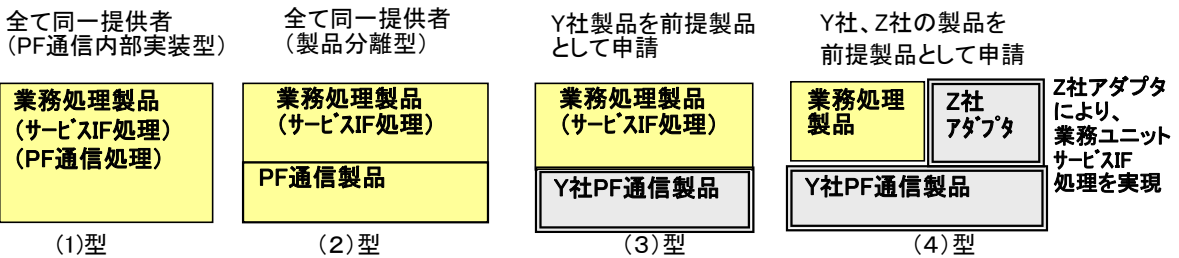 全て同一提供者
（PF通信内部実装型）
業務処理製品
（サービスIF処理）
（PF通信処理）
（1)型
全て同一提供者
（製品分離型）
業務処理製品
（サービスIF処理）
PF通信製品
（２）型
Y社製品を前提製品
として申請
業務処理製品
（サービスIF処理）
Y社PF通信製品
（３）型
Y社、Z社の製品を
前提製品として申請
業務処理
製品
Z社
アダプタ
Y社PF通信製品
Z社アダプタ
により、
業務ユニット
サービスIF
処理を実現
（４）型